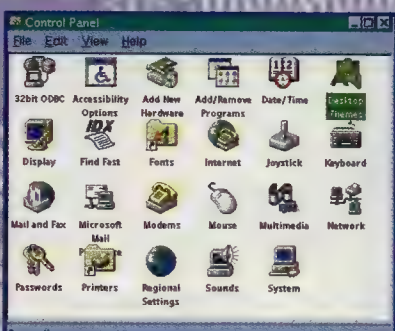 Control Panel
File Edit View Help
32bit ODBC Accessibility Options Add New Hardware Add/Remove Programs Date/Time Desktop Themes
Display Find Fast Fonts Internet Joystick Keyboard
Mail and Fax Microsoft Mail Modems Mouse Multimedia Network
Passwords Printers Regional Settings Sounds System